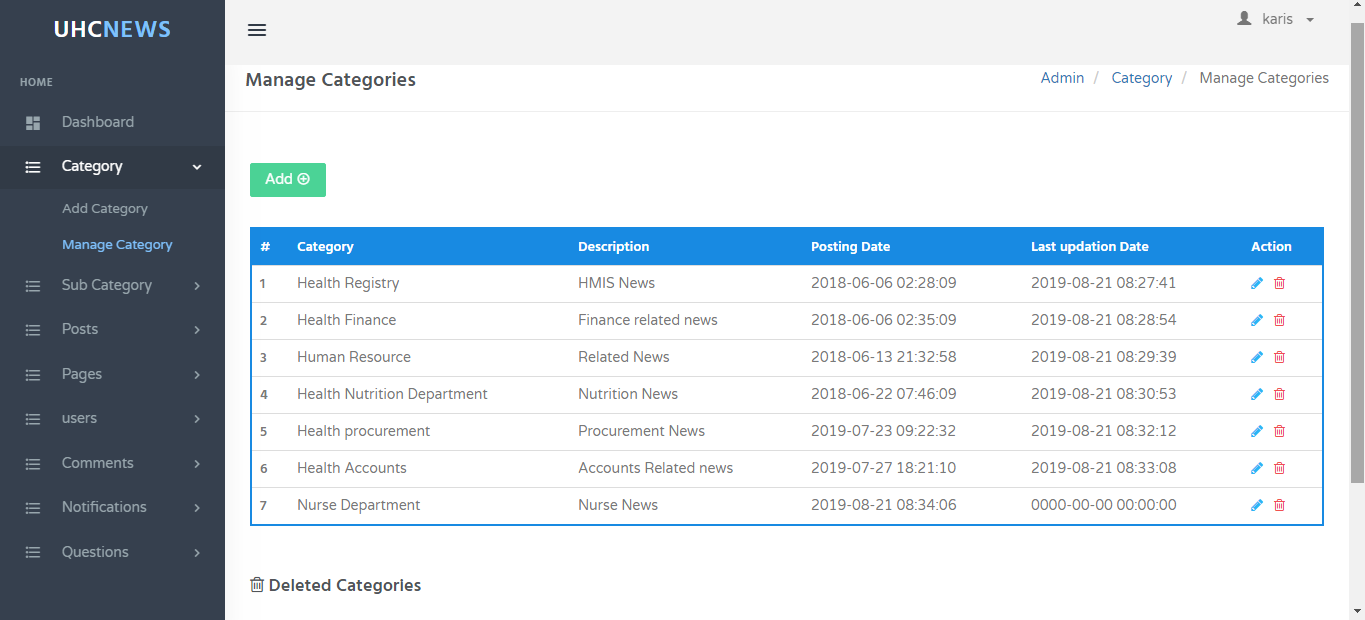 UHCNEWS
karis
HOME
Dashboard
Category
Add Category
Manage Category
Sub Category
Posts
Pages
users
Comments
Notifications
Questions
Manage Categories
Admin / Category / Manage Categories
Add
# Category Description Posting Date Last updation Date Action
1 Health Registry HMIS News 2018-06-06 02:28:09 2019-08-21 08:27:41
2 Health Finance Finance related news 2018-06-06 02:35:09 2019-08-21 08:28:54
3 Human Resource Related News 2018-06-13 21:32:58 2019-08-21 08:29:39
4 Health Nutrition Department Nutrition News 2018-06-22 07:46:09 2019-08-21 08:30:53
5 Health procurement Procurement News 2019-07-23 09:22:32 2019-08-21 08:32:12
6 Health Accounts Accounts Related news 2019-07-27 18:21:10 2019-08-21 08:33:08
7 Nurse Department Nurse News 2019-08-21 08:34:06 0000-00-00 00:00:00
Deleted Categories